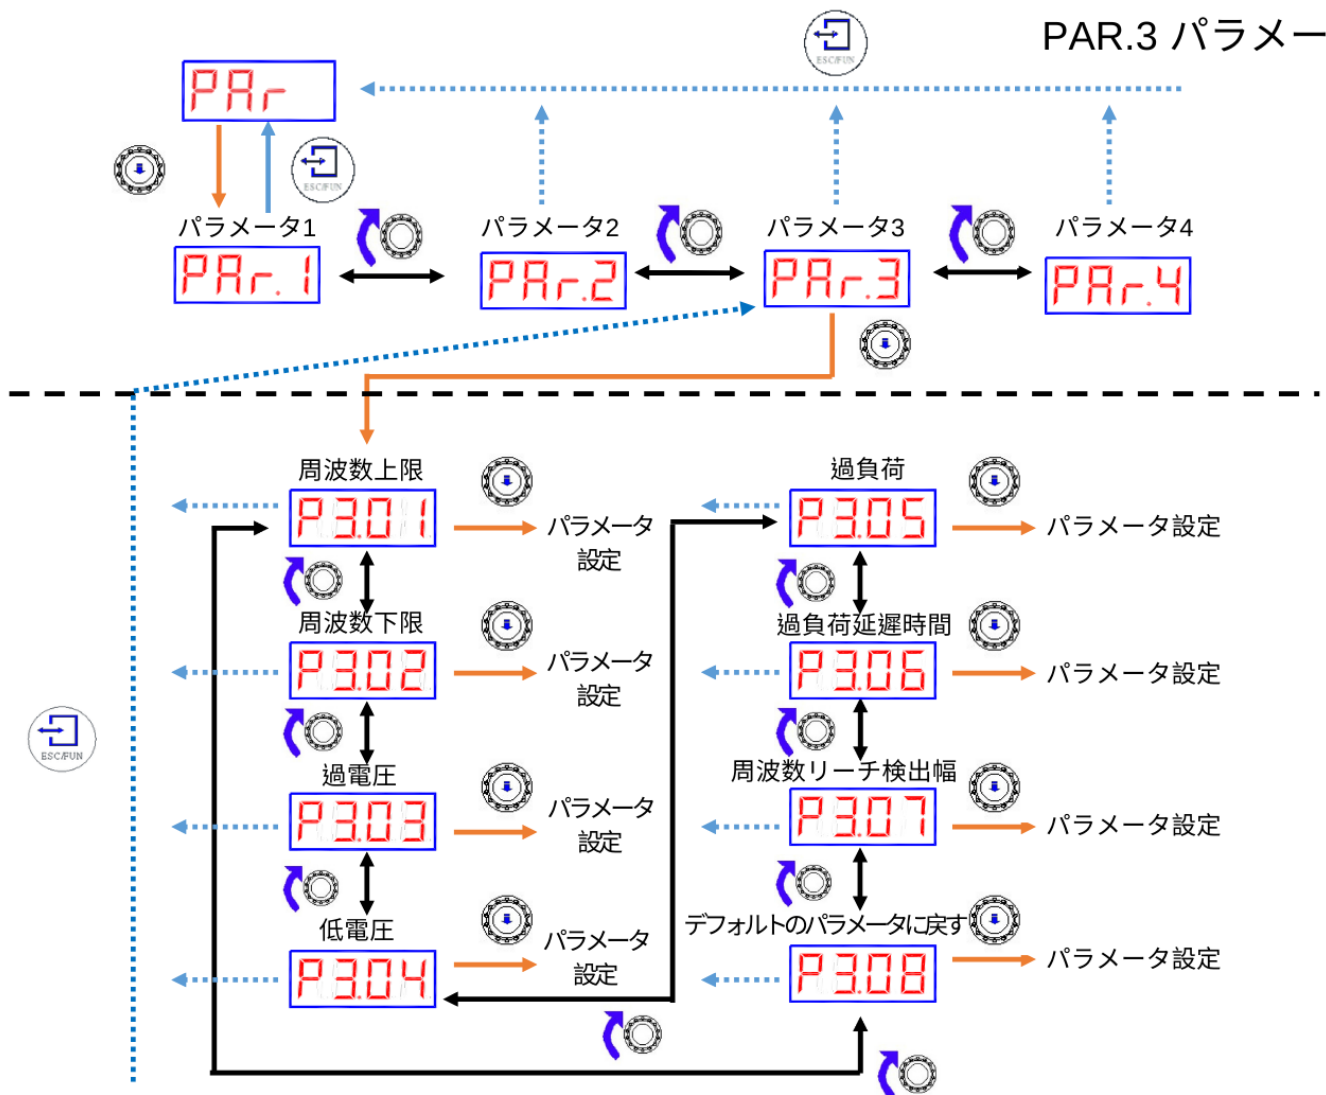 PAR.3 パラメー
ESC/FUN
PAr
ESC/FUN
パラメータ1
パラメータ2
パラメータ3
パラメータ4
PAr.1
PAr.2
PAr.3
PAr.4
周波数上限
過負荷
P3.01
パラメータ
設定
P3.05
パラメータ設定
周波数下限
過負荷延遅時間
P3.02
パラメータ
設定
P3.06
パラメータ設定
ESC/FUN
過電圧
周波数リーチ検出幅
P3.03
パラメータ
設定
P3.07
パラメータ設定
低電圧
デフォルトのパラメータに戻す
P3.04
パラメータ
設定
P3.08
パラメータ設定